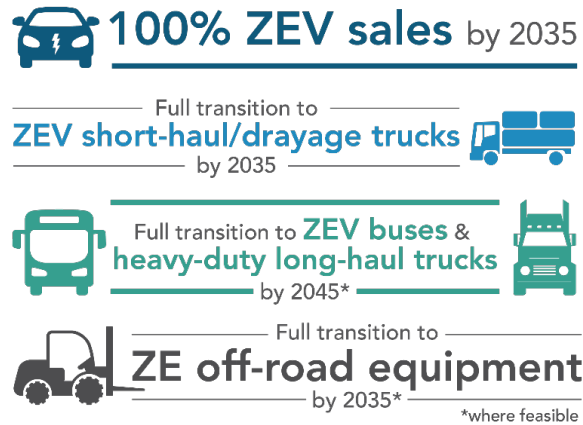 100% ZEV sales by 2035
Full transition to
ZEV short-haul/drayage trucks
by 2035
Full transition to ZEV buses &
heavy-duty long-haul trucks
by 2045*
Full transition to
ZE off-road equipment
by 2035*
*where feasible